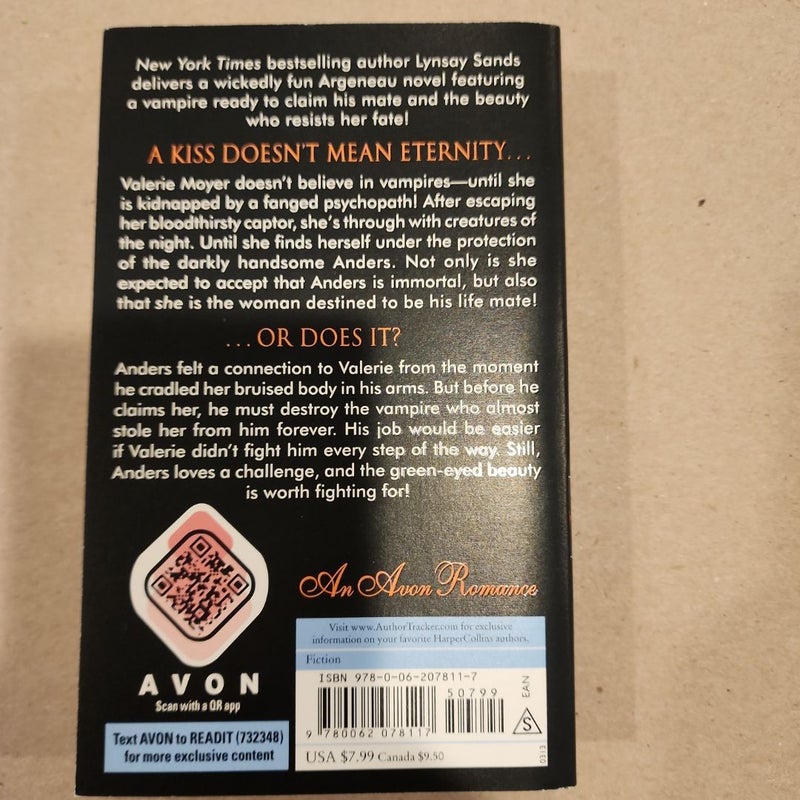 New York Times bestselling author Lynsay Sands
delivers a wickedly fun Argeneau novel featuring
a vampire ready to claim his mate and the beauty
who resists her fate!
A KISS DOESN'T MEAN ETERNITY...
Valerie Moyer doesn't believe in vampires—until she
is kidnapped by a fanged psychopath! After escaping
her bloodthirsty captor, she's through with creatures of
the night. Until she finds herself under the protection
of the darkly handsome Anders. Not only is she
expected to accept that Anders is immortal, but also
that she is the woman destined to be his life mate!
...OR DOES IT?
Anders felt a connection to Valerie from the moment
he cradled her bruised body in his arms. But before he
claims her, he must destroy the vampire who almost
stole her from him forever. His job would be easier
if Valerie didn't fight him every step of the way. Still,
Anders loves a challenge, and the green-eyed beauty
is worth fighting for!
An Avon Romance
AVON
Scan with a QR app
Text AVON to READIT (732348)
for more exclusive content
Visit www.AuthorTracker.com for exclusive
information on your favorite HarperCollins authors.
Fiction
ISBN 978-0-06-207811-7
50799
EAN
9 780062 078117
S
USA $7.99 Canada $9.50
0313